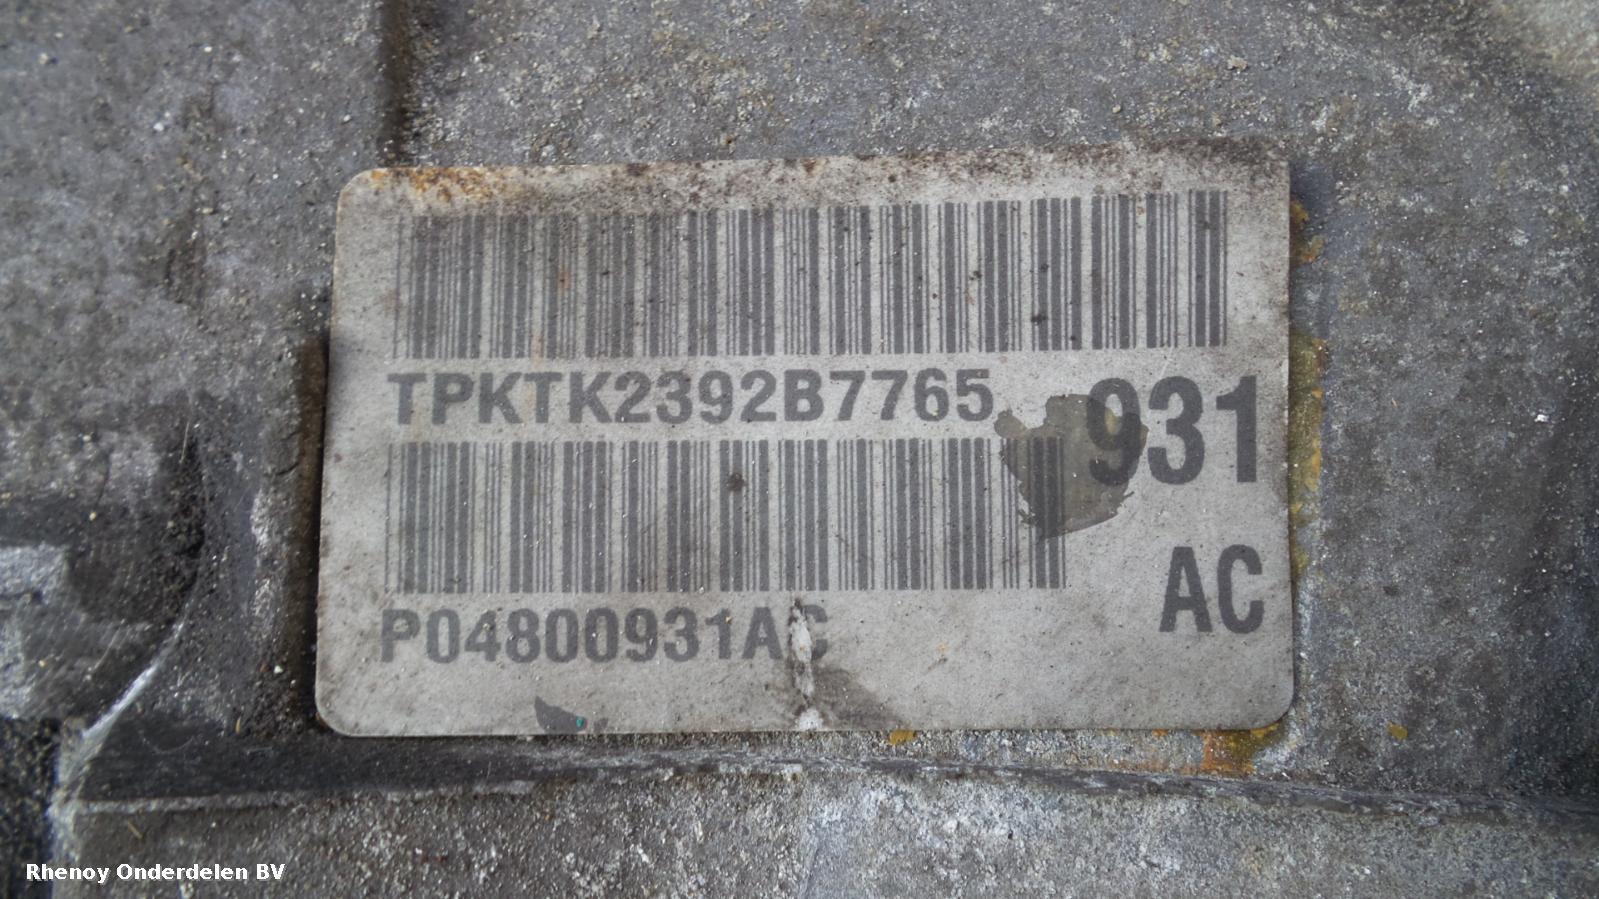 TPKTK2392B7765
931
P04800931AC
AC
Rhenoy Onderdelen BV